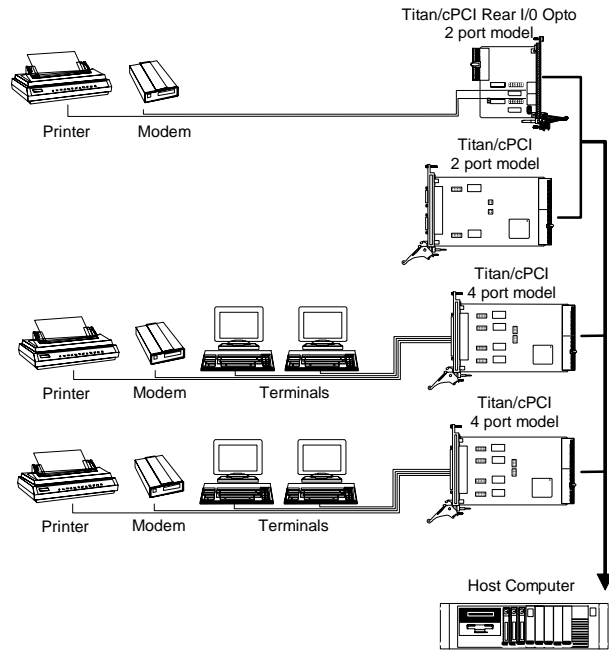 Titan/cPCI Rear I/0 Opto
2 port model
Printer
Modem
Titan/cPCI
2 port model
Titan/cPCI
4 port model
Printer
Modem
Terminals
Titan/cPCI
4 port model
Printer
Modem
Terminals
Host Computer